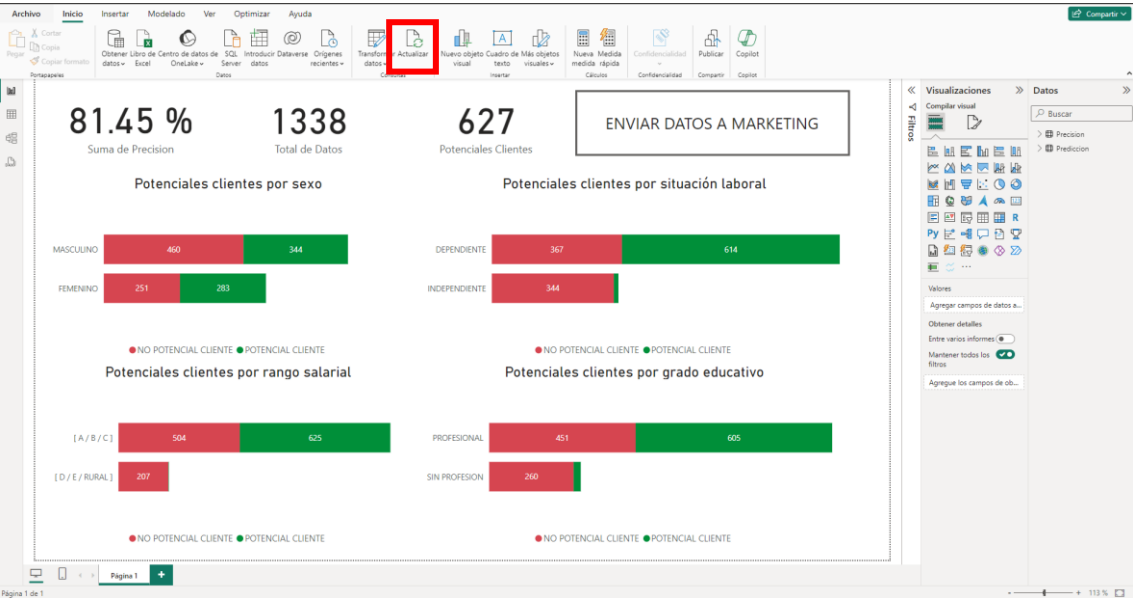 Archivo Inicio Insertar Modelado Ver Optimizar Ayuda Compartir
Pegar
Cortar
Copia
Copiar formato
Portapapeles
Obtener datos
Libro de Excel
Centro de datos de OneLake
SQL Server
Introducir datos
Dataverse
Orígenes recientes
Datos
Transformar datos
Actualizar
Consultas
Nuevo objeto visual
Cuadro de texto
Más objetos visuales
Insertar
Nueva medida
Medida rápida
Cálculos
Confidencialidad
Confidencialidad
Publicar
Compartir
Copilot
Copilot
81.45 %
Suma de Precision
1338
Total de Datos
627
Potenciales Clientes
ENVIAR DATOS A MARKETING
Potenciales clientes por sexo
MASCULINO 460 344
FEMENINO 251 283
NO POTENCIAL CLIENTE POTENCIAL CLIENTE
Potenciales clientes por situación laboral
DEPENDIENTE 367 614
INDEPENDIENTE 344
NO POTENCIAL CLIENTE POTENCIAL CLIENTE
Potenciales clientes por rango salarial
[ A / B / C ] 504 625
[ D / E / RURAL ] 207
NO POTENCIAL CLIENTE POTENCIAL CLIENTE
Potenciales clientes por grado educativo
PROFESIONAL 451 605
SIN PROFESION 260
NO POTENCIAL CLIENTE POTENCIAL CLIENTE
Filtros
Visualizaciones
Compilar visual
R
Py
Valores
Agregar campos de datos a...
Obtener detalles
Entre varios informes
Mantener todos los
filtros
Agregue los campos de ob...
Datos
Buscar
Precision
Prediccion
Página 1
Página 1 de 1
113 %